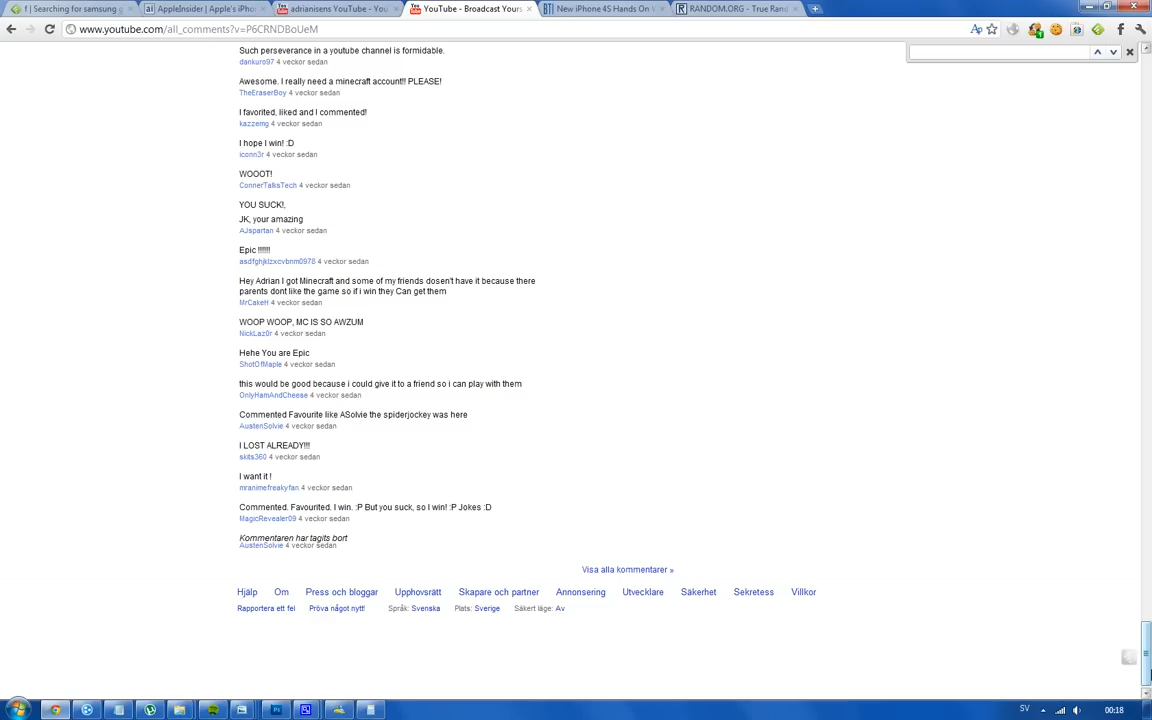 f | Searching for samsung g
AppleInsider | Apple's iPho
adrianisens YouTube - You
YouTube - Broadcast Yours
New iPhone 4S Hands On V
RANDOM.ORG - True Rand
www.youtube.com/all_comments?v=P6CRNDBoUeM
Such perseverance in a youtube channel is formidable.
dankuro97 4 veckor sedan
Awesome. I really need a minecraft account!! PLEASE!
TheEraserBoy 4 veckor sedan
I favorited, liked and I commented!
kazzemg 4 veckor sedan
I hope I win! :D
iconn3r 4 veckor sedan
WOOOT!
ConnerTalksTech 4 veckor sedan
YOU SUCK!,
JK, your amazing
AJspartan 4 veckor sedan
Epic !!!!!!!
asdfghjklzxcvbnm0978 4 veckor sedan
Hey Adrian I got Minecraft and some of my friends dosen't have it because there
parents dont like the game so if i win they Can get them
MrCakeH 4 veckor sedan
WOOP WOOP, MC IS SO AWZUM
NickLaz0r 4 veckor sedan
Hehe You are Epic
ShotOfMaple 4 veckor sedan
this would be good because i could give it to a friend so i can play with them
OnlyHamAndCheese 4 veckor sedan
Commented Favourite like ASolvie the spiderjockey was here
AustenSolvie 4 veckor sedan
I LOST ALREADY!!!
skits360 4 veckor sedan
I want it !
mranimefreakyfan 4 veckor sedan
Commented. Favourited. I win. :P But you suck, so I win! :P Jokes :D
MagicRevealer09 4 veckor sedan
Kommentaren har tagits bort
AustenSolvie 4 veckor sedan
Visa alla kommentarer »
Hjälp Om Press och bloggar Upphovsrätt Skapare och partner Annonsering Utvecklare Säkerhet Sekretess Villkor
Rapportera ett fel Pröva något nytt! Språk: Svenska Plats: Sverige Säkert läge: Av
SV 00:18